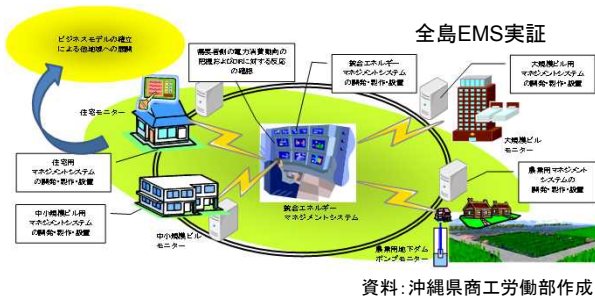 全島EMS実証
ビジネスモデルの確立
による他地域への展開
需要者側の電力消費動向の
把握およびDRに対する反応
の確認
統合エネルギー
マネジメントシステム
の開発・製作・設置
大規模ビル用
マネジメントシステム
の開発・製作・設置
住宅モニター
大規模ビル
モニター
住宅用
マネジメントシステム
の開発・製作・設置
農業用マネジメント
システムの
開発・製作・設置
中小規模ビル用
マネジメントシステム
の開発・製作・設置
統合エネルギー
マネジメントシステム
中小規模ビル
モニター
農業用地下ダム
ポンプモニター
資料:沖縄県商工労働部作成